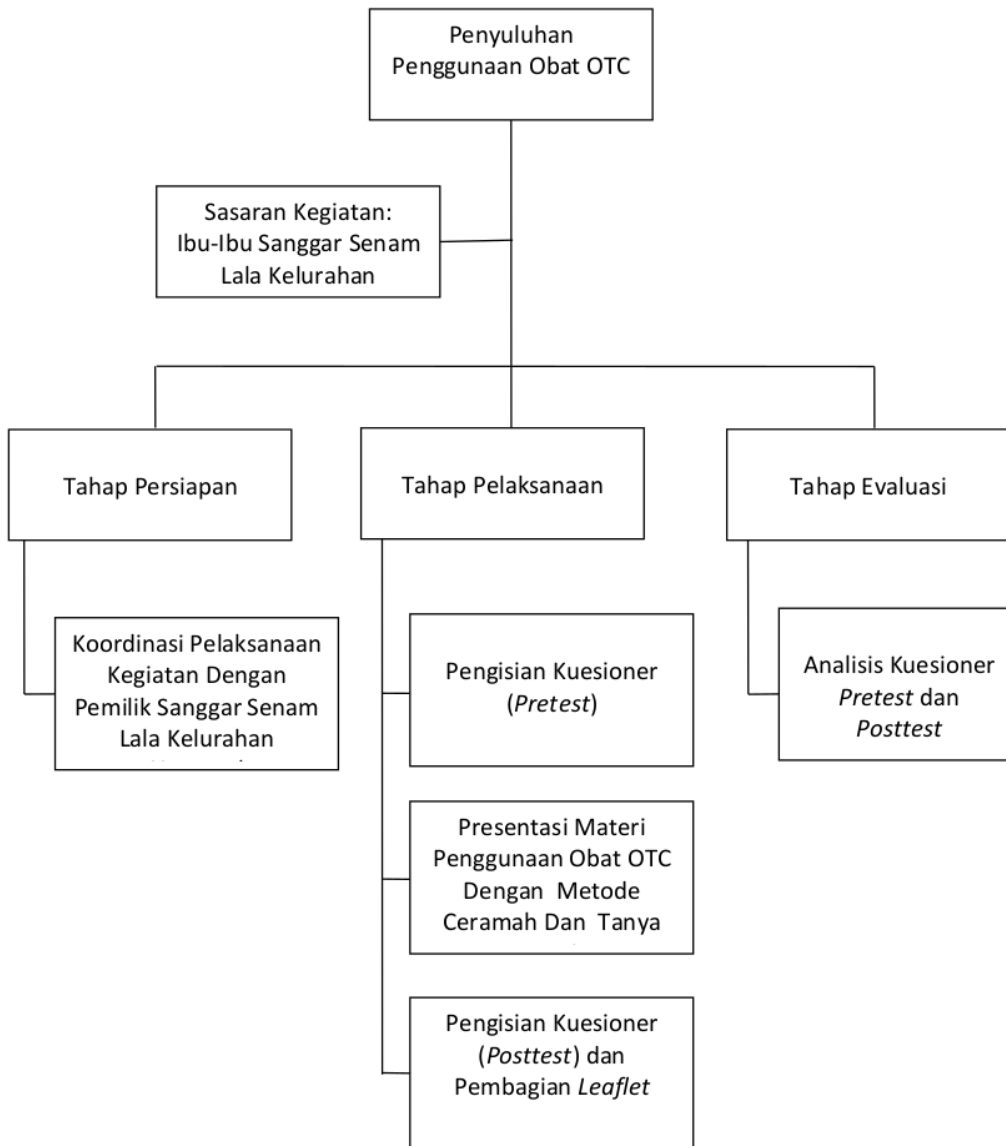 Penyuluhan
Penggunaan Obat OTC
Sasaran Kegiatan:
Ibu-Ibu Sanggar Senam
Lala Kelurahan
Tahap Persiapan
Tahap Pelaksanaan
Tahap Evaluasi
Koordinasi Pelaksanaan
Kegiatan Dengan
Pemilik Sanggar Senam
Lala Kelurahan
Pengisian Kuesioner
(Pretest)
Analisis Kuesioner
Pretest dan
Posttest
Presentasi Materi
Penggunaan Obat OTC
Dengan Metode
Ceramah Dan Tanya
Pengisian Kuesioner
(Posttest) dan
Pembagian Leaflet